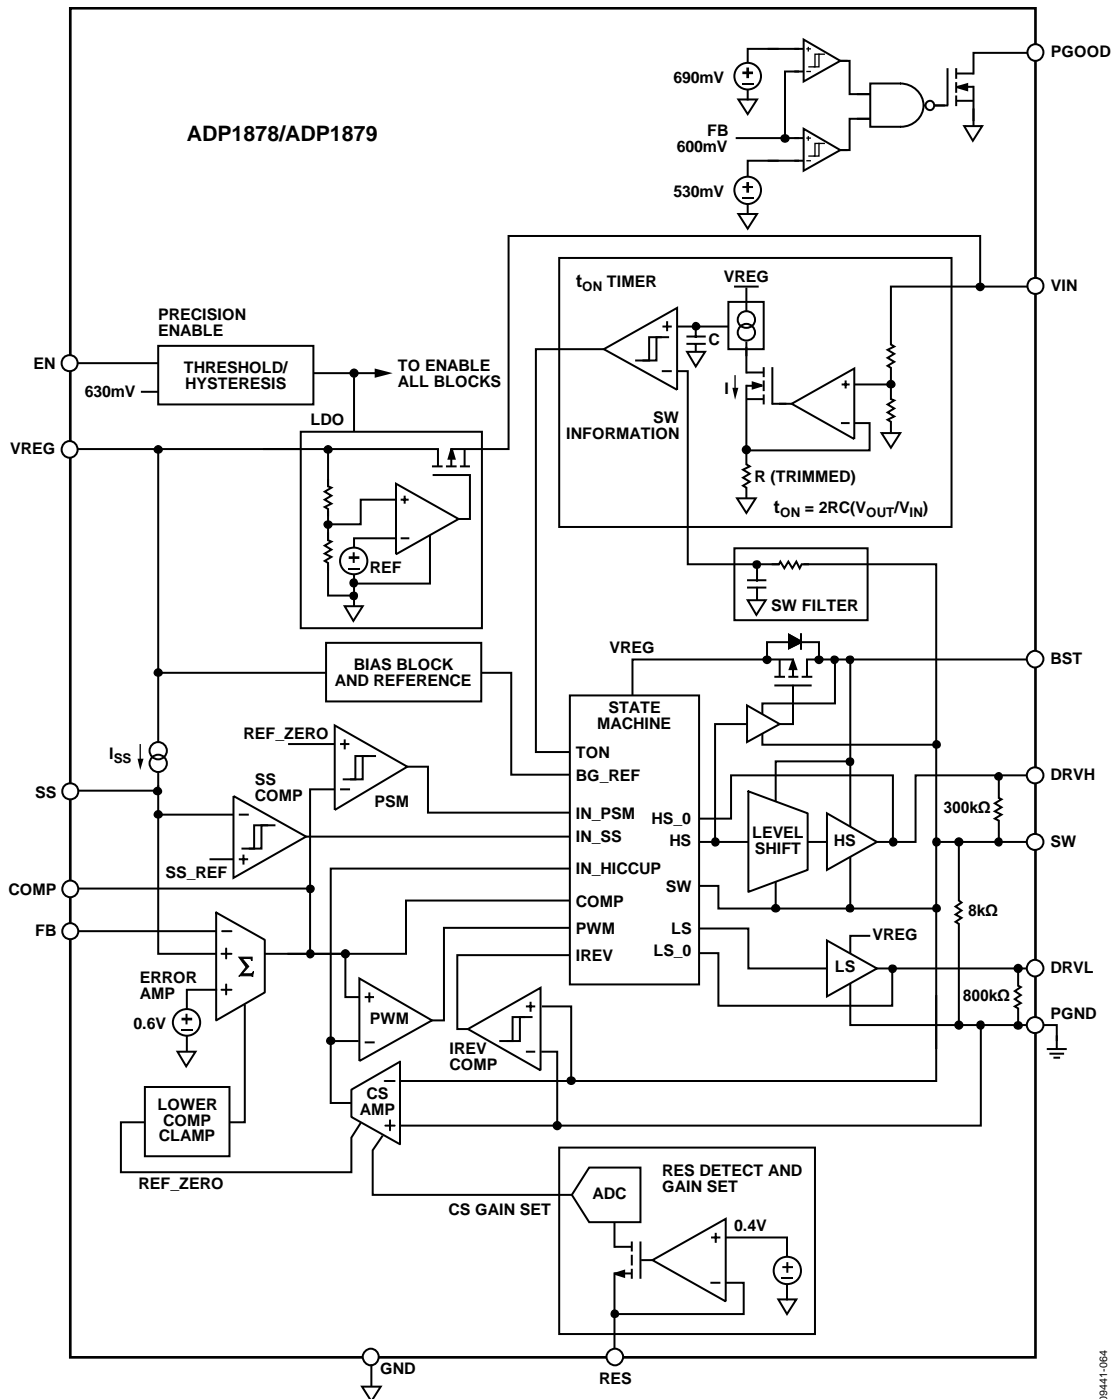 ADP1878/ADP1879
PGOOD
690mV
FB
600mV
530mV
tON TIMER
VREG
VIN
C
I
SW
INFORMATION
R (TRIMMED)
tON = 2RC(VOUT/VIN)
PRECISION
ENABLE
EN
THRESHOLD/
HYSTERESIS
630mV
TO ENABLE
ALL BLOCKS
LDO
VREG
REF
SW FILTER
BIAS BLOCK
AND REFERENCE
VREG
BST
STATE
MACHINE
TON
BG_REF
IN_PSM
IN_SS
IN_HICCUP
COMP
PWM
IREV
HS_0
HS
SW
LS
LS_0
REF_ZERO
PSM
ISS
SS
SS
COMP
SS_REF
COMP
FB
ERROR
AMP
0.6V
Σ
PWM
IREV
COMP
CS
AMP
LOWER
COMP
CLAMP
REF_ZERO
LEVEL
SHIFT
HS
DRVH
300kΩ
SW
8kΩ
VREG
LS
DRVL
800kΩ
PGND
CS GAIN SET
ADC
RES DETECT AND
GAIN SET
0.4V
GND
RES
09441-064